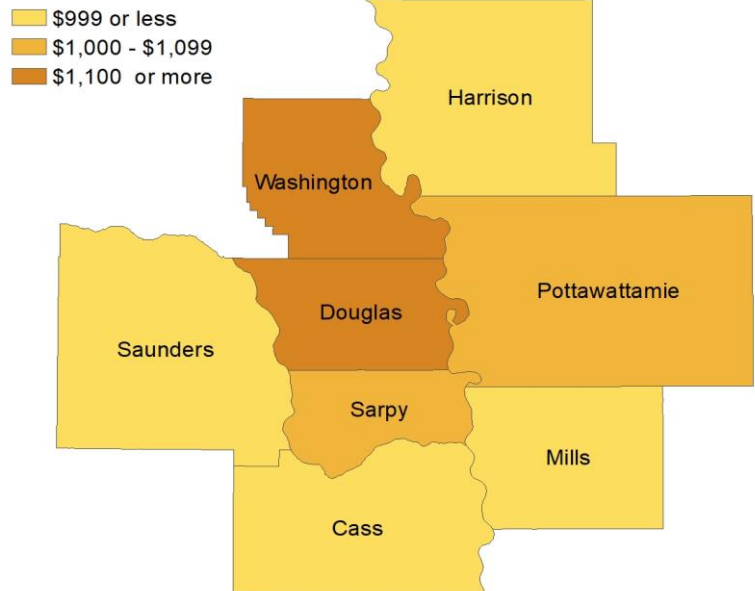 $999 or less
$1,000 - $1,099
$1,100 or more
Harrison
Washington
Pottawattamie
Douglas
Saunders
Sarpy
Mills
Cass